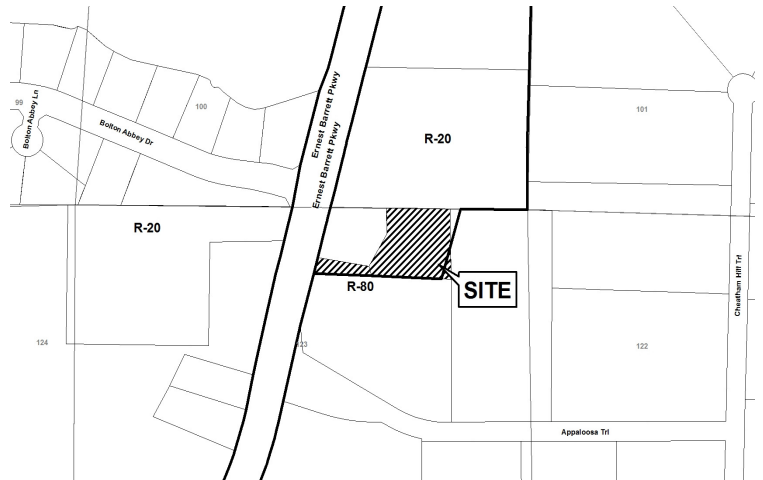 99
Bolton Abbey Ln
100
Bolton Abbey Dr
Ernest Barrett Pkwy
Ernest Barrett Pkwy
R-20
101
R-20
R-80
SITE
Cheatham Hill Trl
124
123
122
Appaloosa Trl